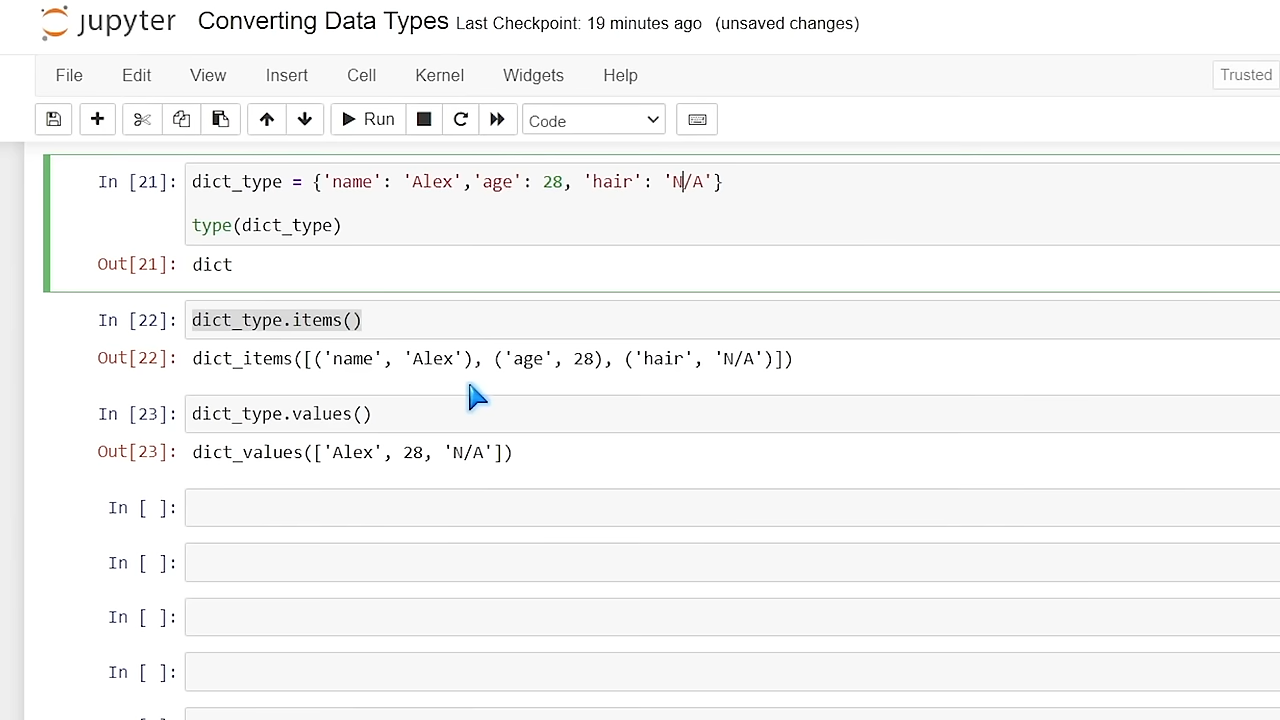 jupyter Converting Data Types Last Checkpoint: 19 minutes ago (unsaved changes)
File Edit View Insert Cell Kernel Widgets Help Trusted
Run Code
In [21]: dict_type = {'name': 'Alex','age': 28, 'hair': 'N/A'}
type(dict_type)
Out[21]: dict
In [22]: dict_type.items()
Out[22]: dict_items([('name', 'Alex'), ('age', 28), ('hair', 'N/A')])
In [23]: dict_type.values()
Out[23]: dict_values(['Alex', 28, 'N/A'])
In [ ]:
In [ ]:
In [ ]:
In [ ]: